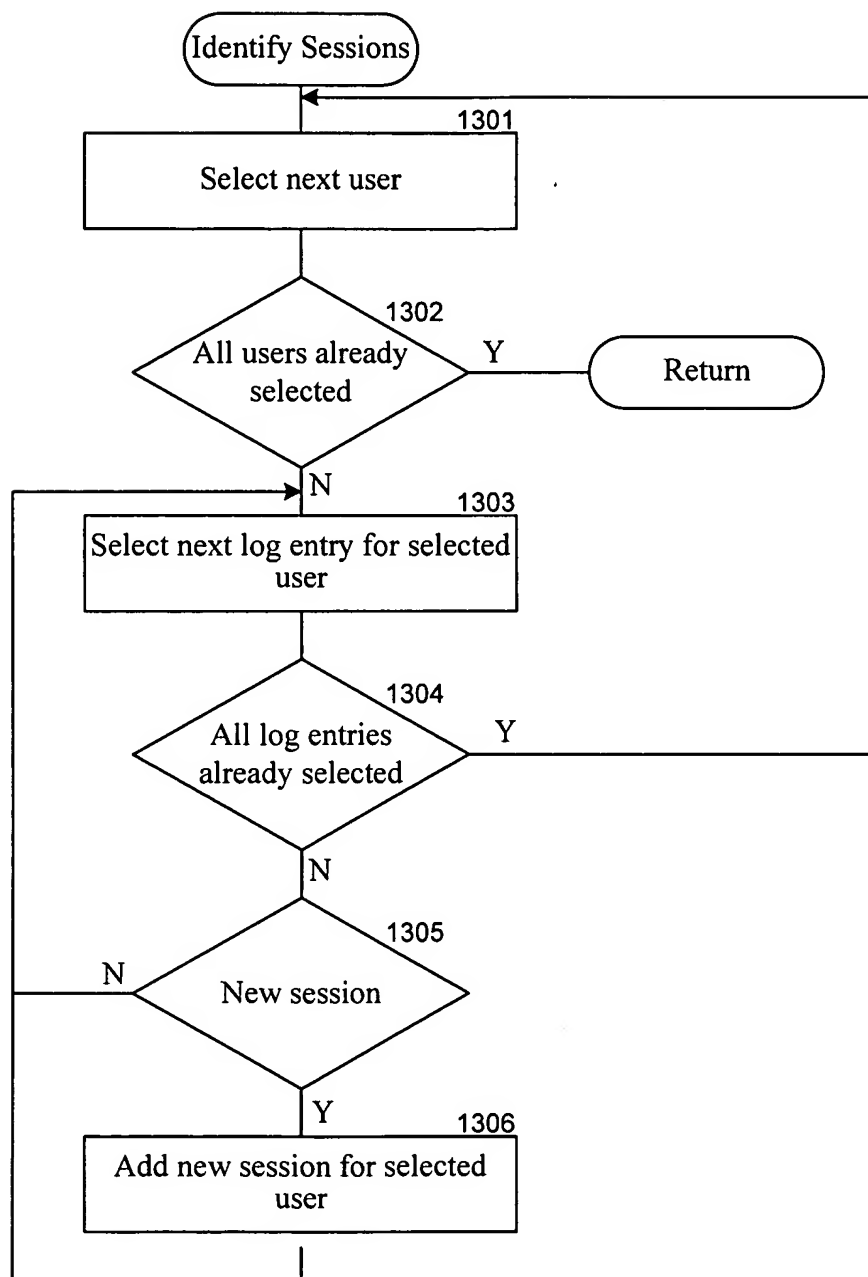 Identify Sessions
1301
Select next user
1302
All users already
selected
Y
Return
N
1303
Select next log entry for selected
user
1304
All log entries
already selected
Y
N
1305
New session
N
Y
1306
Add new session for selected
user